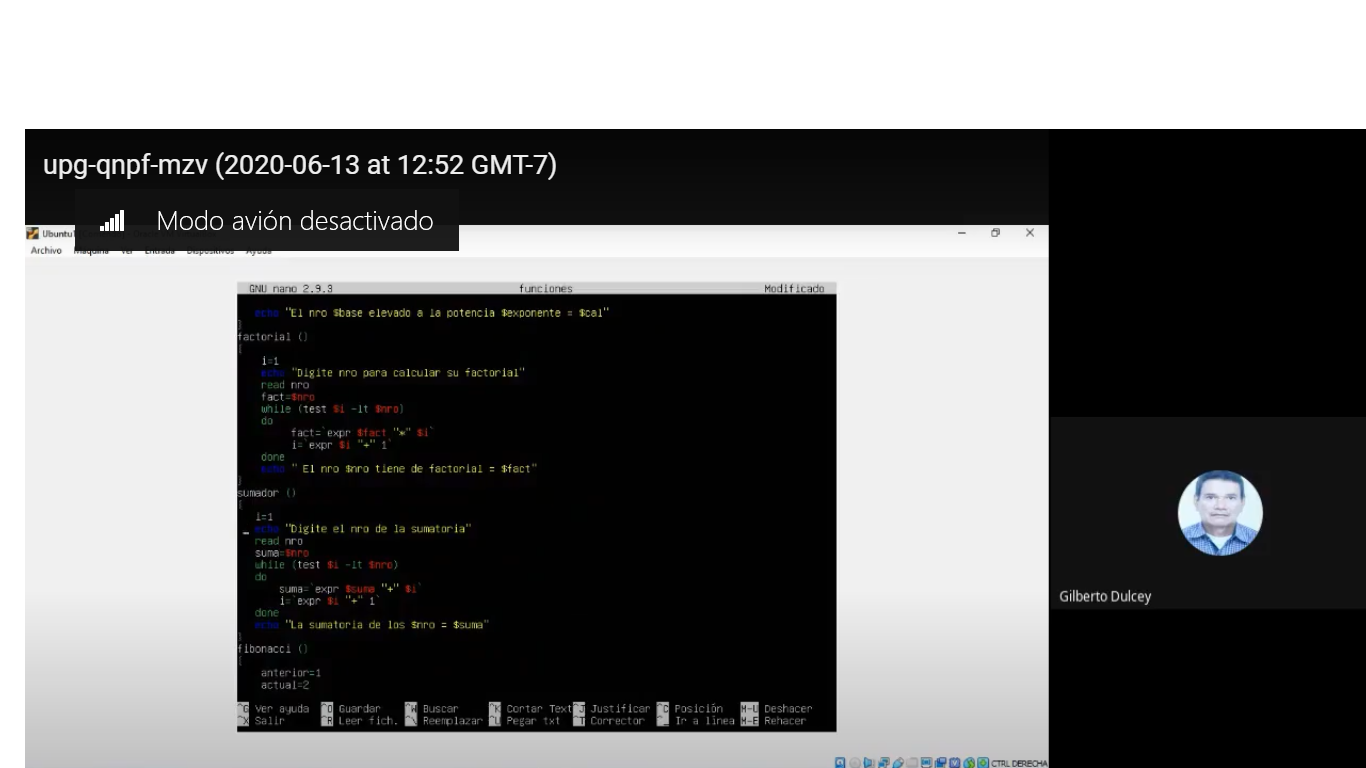 upg-qnpf-mzv (2020-06-13 at 12:52 GMT-7)
Modo avión desactivado
Ubuntu
Archivo Maquina Ver Entrada Dispositivos Ayuda
GNU nano 2.9.3 funciones Modificado
echo "El nro $base elevado a la potencia $exponente = $cal"
}
factorial ()
{
i=1
echo "Digite nro para calcular su factorial"
read nro
fact=$nro
while (test $i -lt $nro)
do
fact=`expr $fact "*" $i`
i=`expr $i "+" 1`
done
echo " El nro $nro tiene de factorial = $fact"
}
sumador ()
{
i=1
echo "Digite el nro de la sumatoria"
read nro
suma=$nro
while (test $i -lt $nro)
do
suma=`expr $suma "+" $i`
i=`expr $i "+" 1`
done
echo "La sumatoria de los $nro = $suma"
}
fibonacci ()
{
anterior=1
actual=2
^G Ver ayuda ^O Guardar ^W Buscar ^K Cortar Text ^J Justificar ^C Posición M-U Deshacer
^X Salir ^R Leer fich. ^\ Reemplazar ^U Pegar txt ^T Corrector ^_ Ir a línea M-E Rehacer
CTRL DERECHA
Gilberto Dulcey